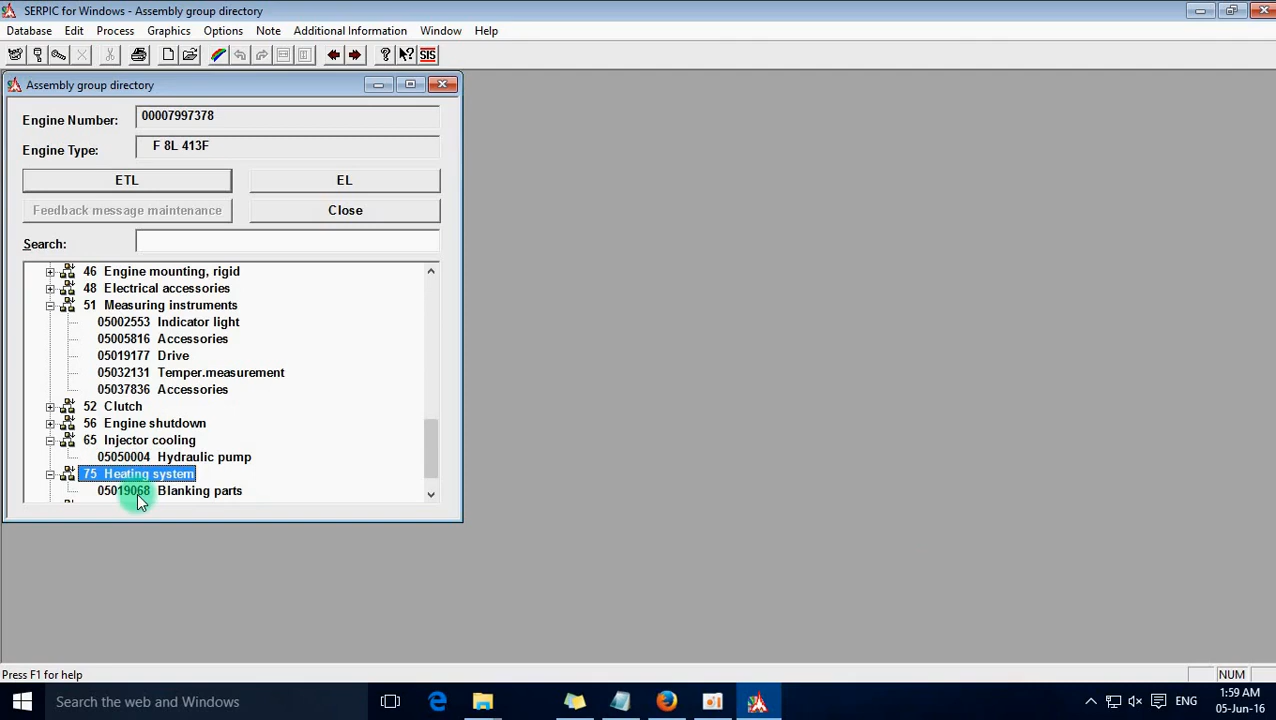 SERPIC for Windows - Assembly group directory
Database Edit Process Graphics Options Note Additional Information Window Help
SIS
Assembly group directory
Engine Number: 00007997378
Engine Type: F 8L 413F
ETL EL
Feedback message maintenance Close
Search:
46 Engine mounting, rigid
48 Electrical accessories
51 Measuring instruments
05002553 Indicator light
05005816 Accessories
05019177 Drive
05032131 Temper.measurement
05037836 Accessories
52 Clutch
56 Engine shutdown
65 Injector cooling
05050004 Hydraulic pump
75 Heating system
05019068 Blanking parts
Press F1 for help NUM
Search the web and Windows ENG 1:59 AM
05-Jun-16